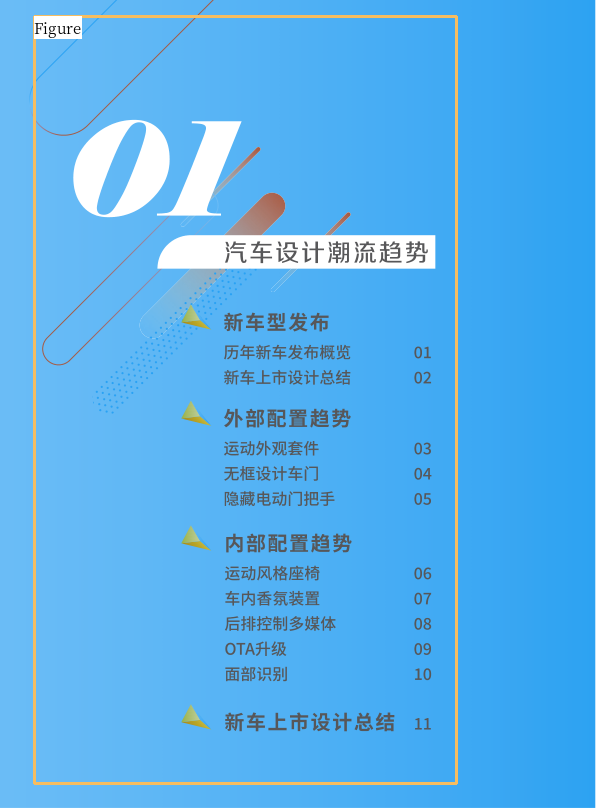 Figure
01
汽车设计潮流趋势
新车型发布
历年新车发布概览 01
新车上市设计总结 02
外部配置趋势
运动外观套件 03
无框设计车门 04
隐藏电动门把手 05
内部配置趋势
运动风格座椅 06
车内香氛装置 07
后排控制多媒体 08
OTA升级 09
面部识别 10
新车上市设计总结 11